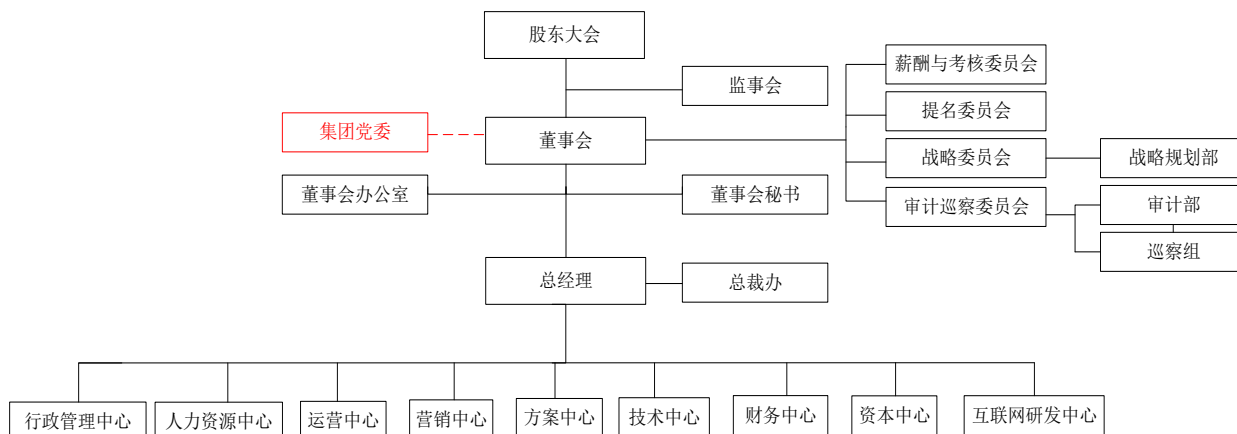 股东大会
监事会
薪酬与考核委员会
提名委员会
集团党委
董事会
战略委员会
战略规划部
董事会办公室
董事会秘书
审计巡察委员会
审计部
巡察组
总经理
总裁办
行政管理中心
人力资源中心
运营中心
营销中心
方案中心
技术中心
财务中心
资本中心
互联网研发中心